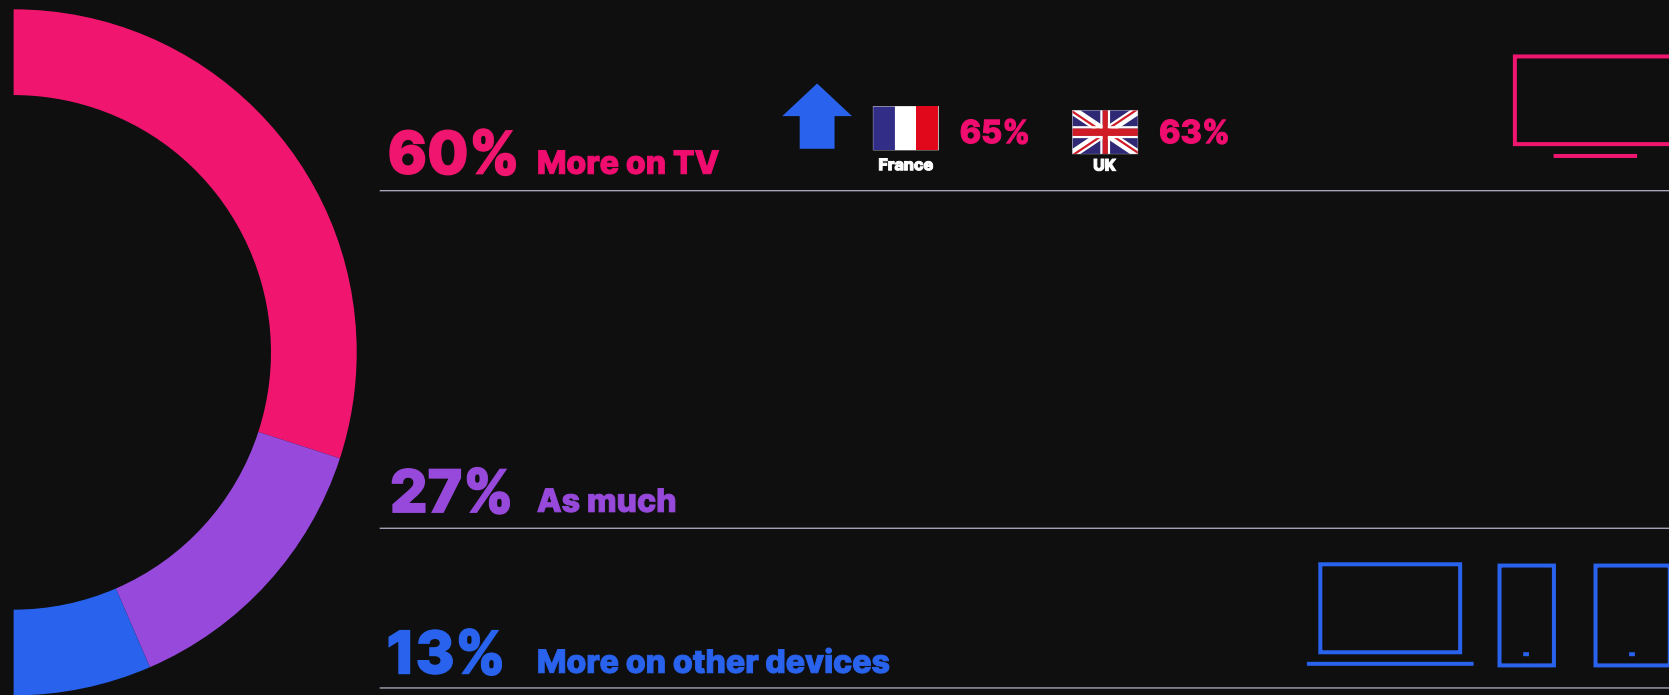 60% More on TV
65%
63%
France
UK
27% As much
13% More on other devices